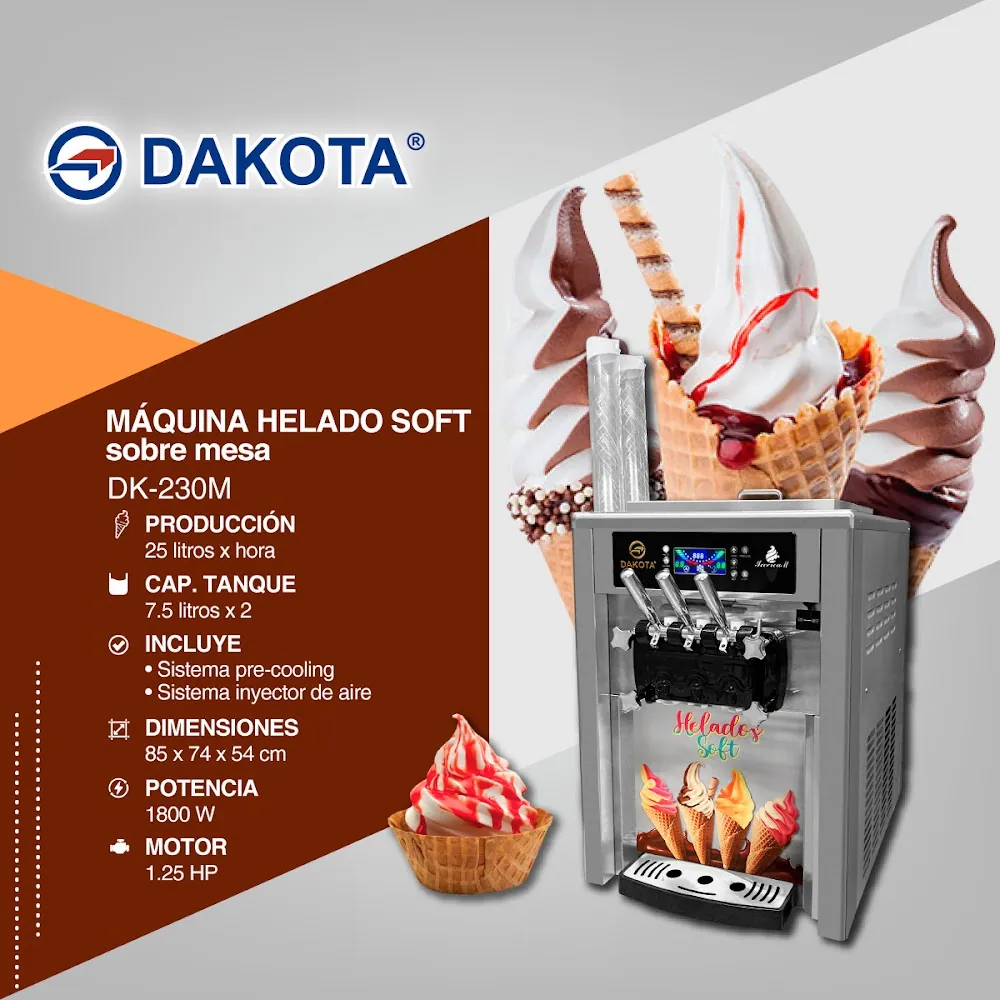 DAKOTA®
MÁQUINA HELADO SOFT
sobre mesa
DK-230M
PRODUCCIÓN
25 litros x hora
CAP. TANQUE
7.5 litros x 2
INCLUYE
• Sistema pre-cooling
• Sistema inyector de aire
DIMENSIONES
85 x 74 x 54 cm
POTENCIA
1800 W
MOTOR
1.25 HP
DAKOTA
Helados
Soft